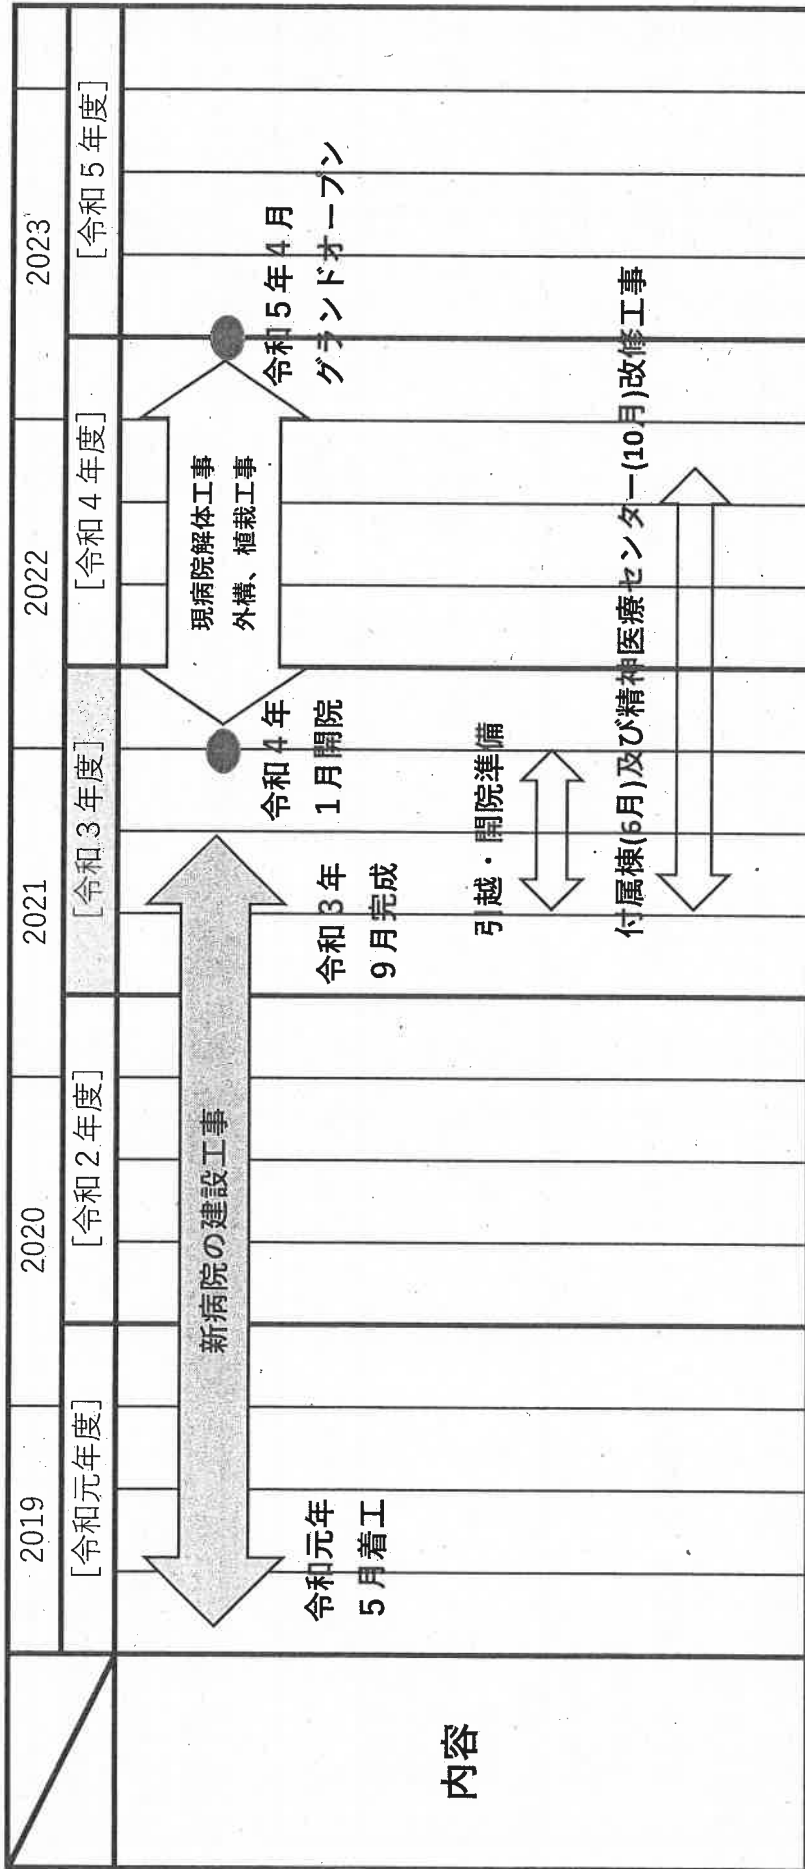 2019
2020
2021
2022
2023
[令和元年度]
[令和2年度]
[令和3年度]
[令和4年度]
[令和5年度]
内容
新病院の建設工事
令和元年
5月着工
令和3年
9月完成
令和4年
1月開院
現病院解体工事
外構、植栽工事
令和5年4月
グランドオープン
引越・開院準備
付属棟(6月)及び精神医療センター(10月)改修工事